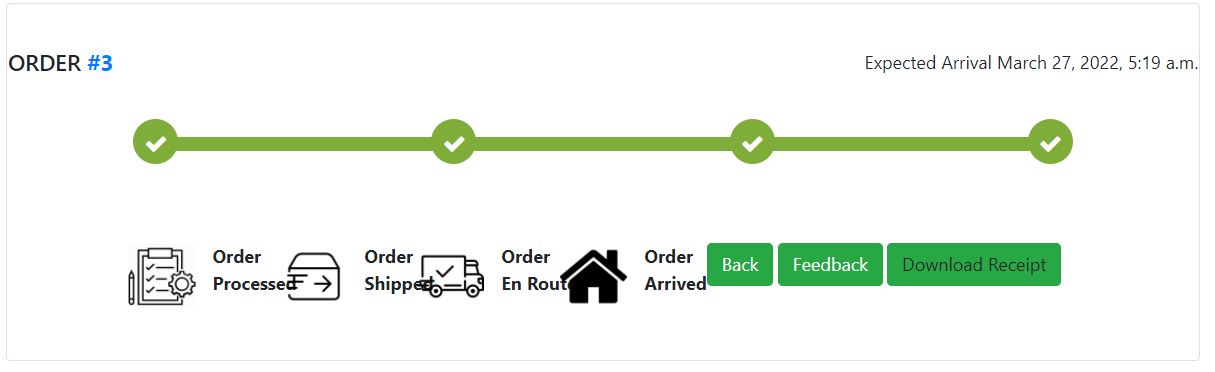 ORDER #3
Expected Arrival March 27, 2022, 5:19 a.m.
Order Processed
Order Shipped
Order En Route
Order Arrived
Back
Feedback
Download Receipt